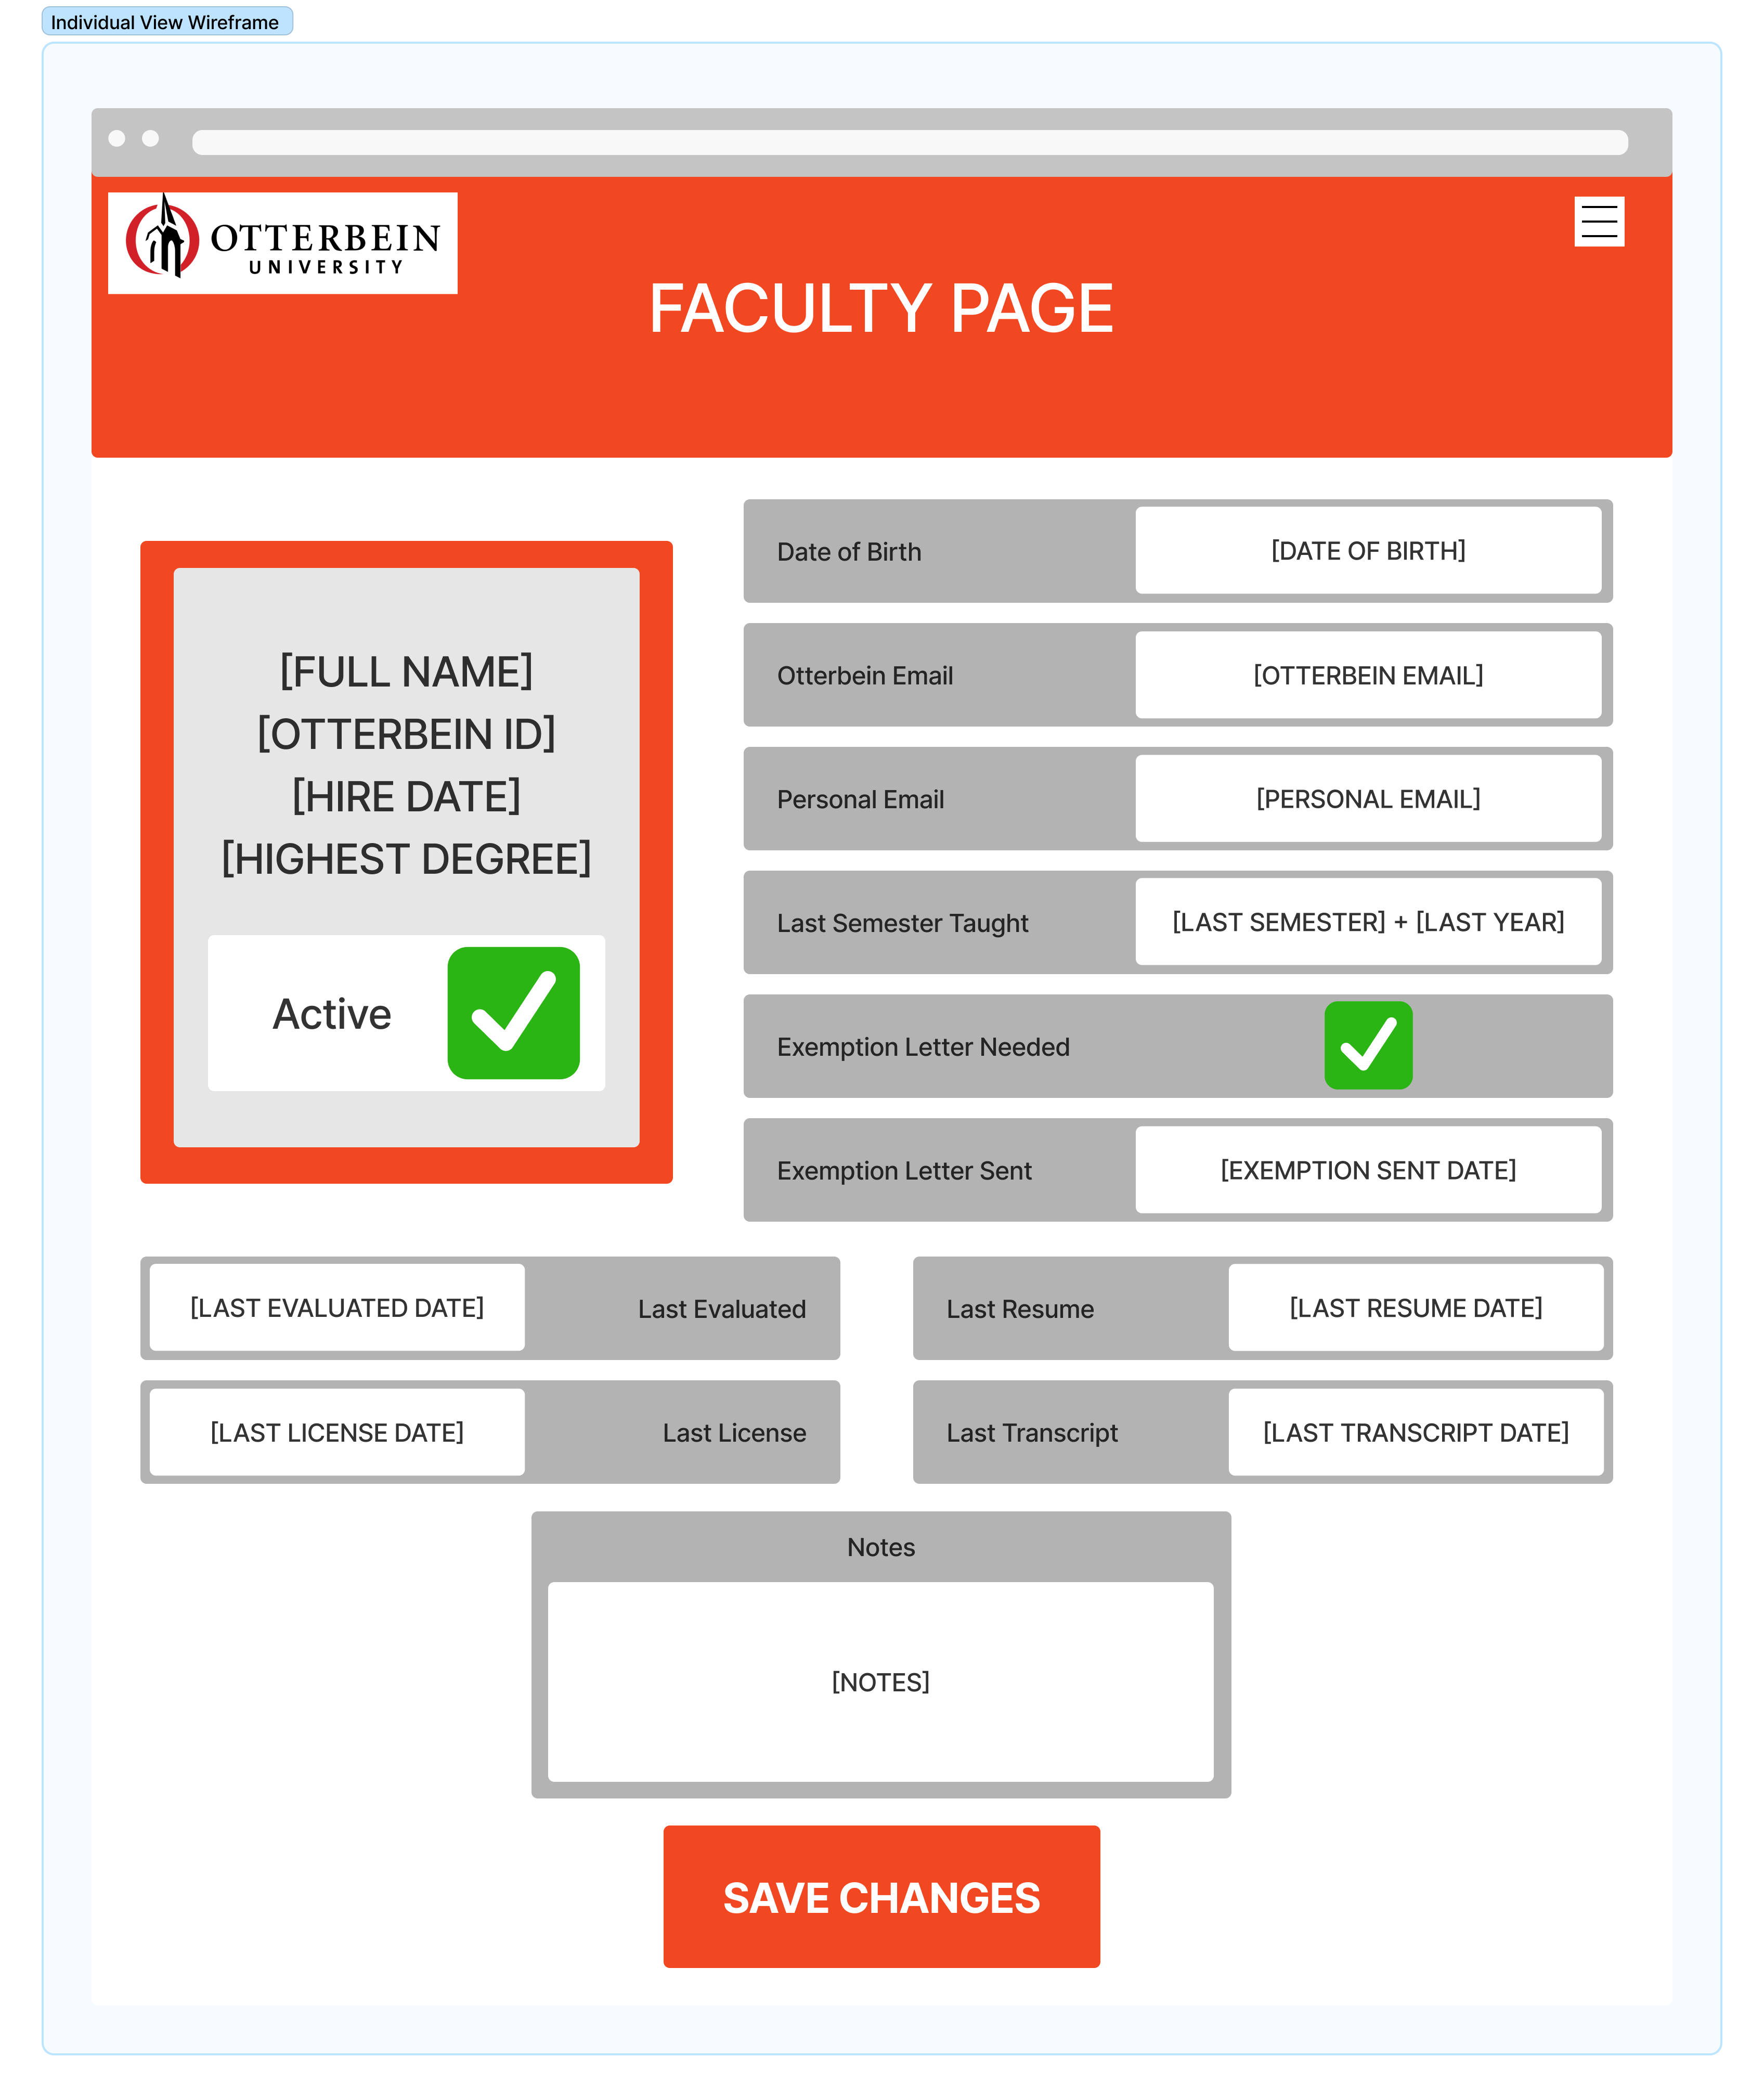 Individual View Wireframe
OTTERBEIN
UNIVERSITY
FACULTY PAGE
[FULL NAME]
[OTTERBEIN ID]
[HIRE DATE]
[HIGHEST DEGREE]
Active
Date of Birth [DATE OF BIRTH]
Otterbein Email [OTTERBEIN EMAIL]
Personal Email [PERSONAL EMAIL]
Last Semester Taught [LAST SEMESTER] + [LAST YEAR]
Exemption Letter Needed
Exemption Letter Sent [EXEMPTION SENT DATE]
[LAST EVALUATED DATE] Last Evaluated
Last Resume [LAST RESUME DATE]
[LAST LICENSE DATE] Last License
Last Transcript [LAST TRANSCRIPT DATE]
Notes
[NOTES]
SAVE CHANGES